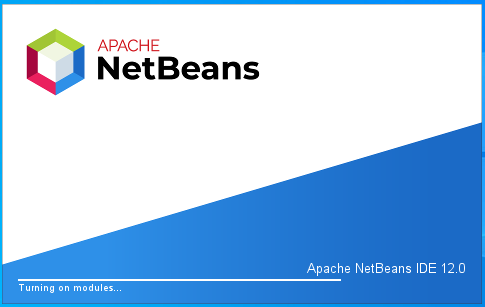 APACHE
NetBeans
Apache NetBeans IDE 12.0
Turning on modules...